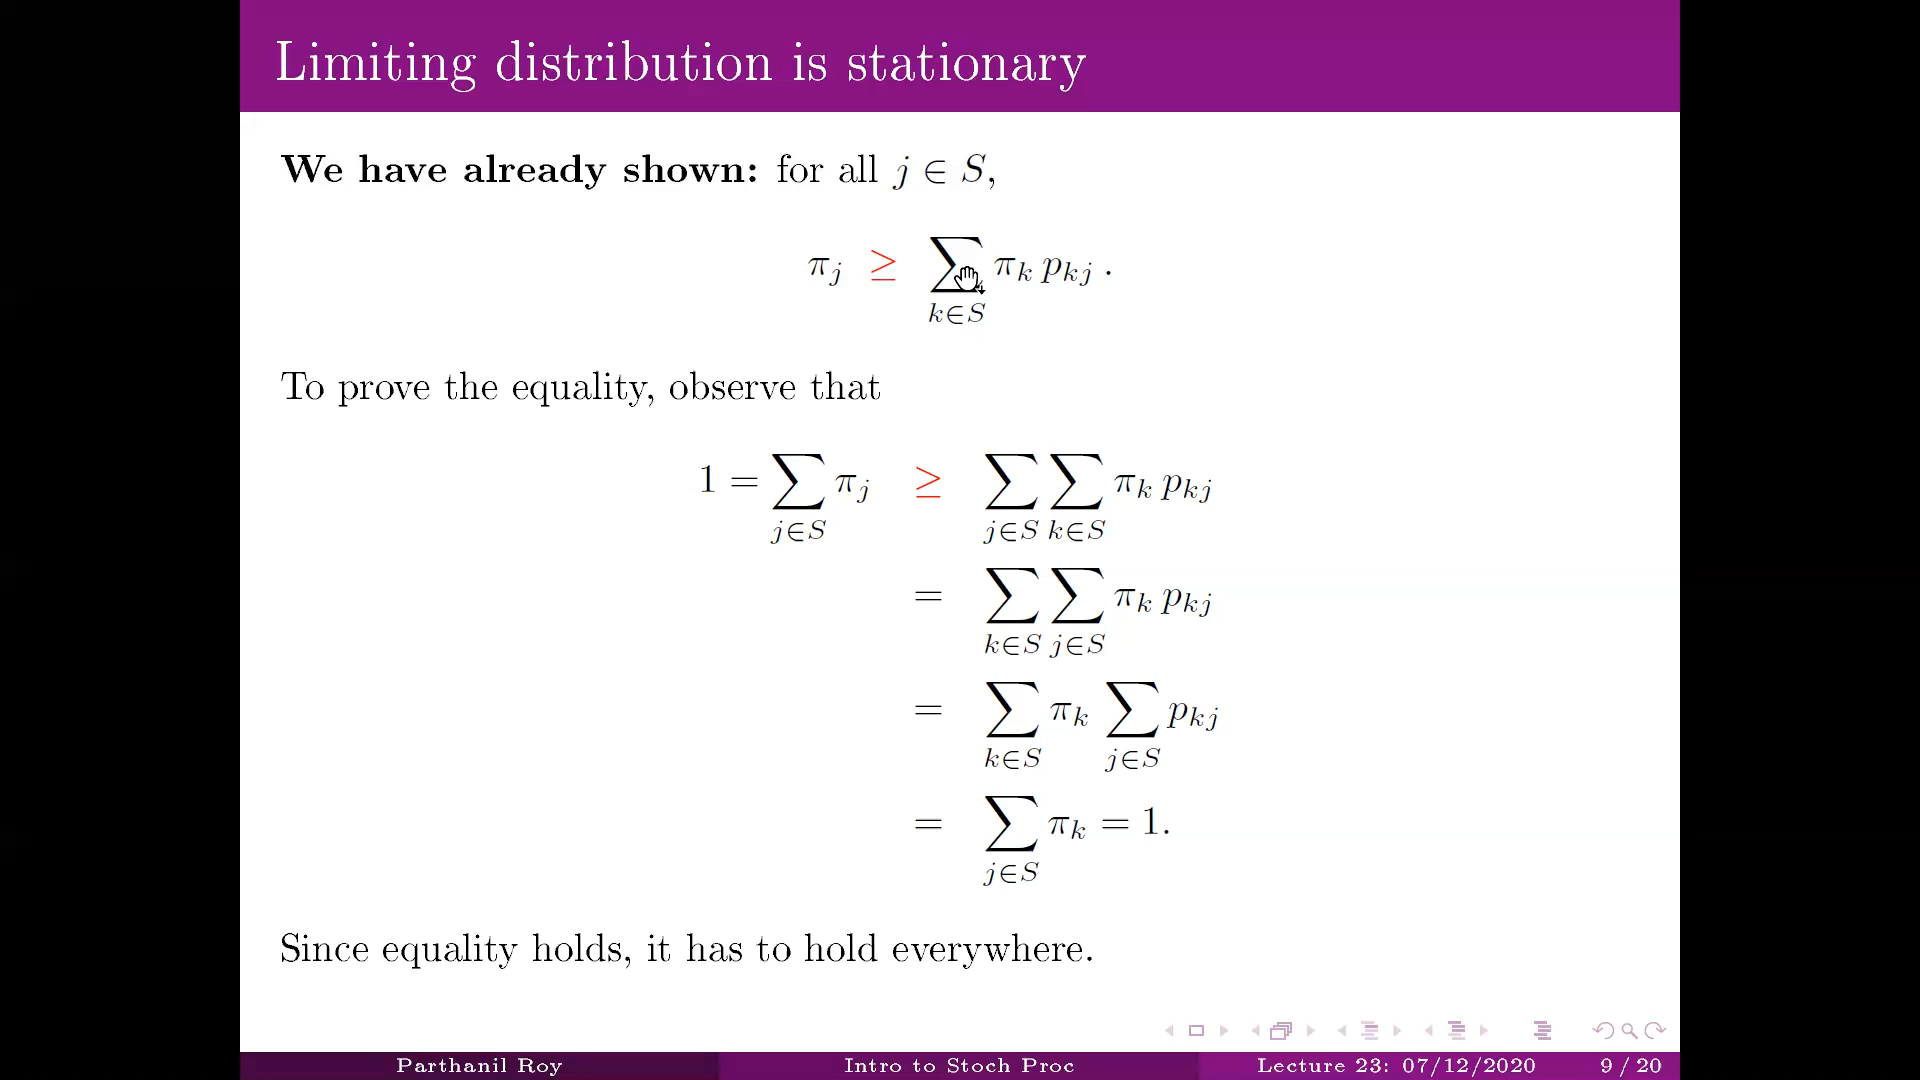 Limiting distribution is stationary
We have already shown: for all j ∈ S,
π_j ≥ ∑_{k∈S} π_k p_{kj} .
To prove the equality, observe that
1 = ∑_{j∈S} π_j ≥ ∑_{j∈S} ∑_{k∈S} π_k p_{kj}
= ∑_{k∈S} ∑_{j∈S} π_k p_{kj}
= ∑_{k∈S} π_k ∑_{j∈S} p_{kj}
= ∑_{j∈S} π_k = 1.
Since equality holds, it has to hold everywhere.
Parthanil Roy Intro to Stoch Proc Lecture 23: 07/12/2020 9 / 20